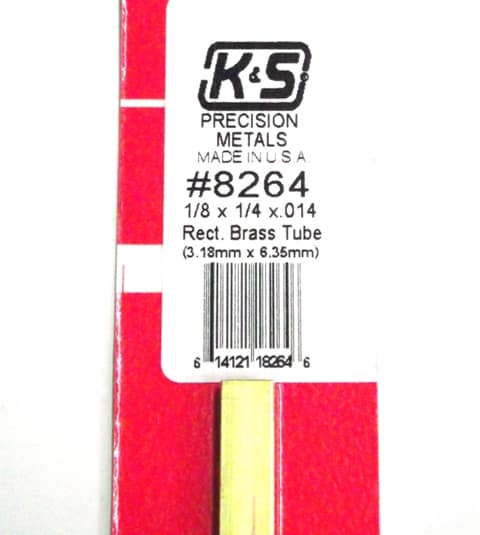 K&S®
PRECISION
METALS
MADE IN U.S.A
#8264
1/8 x 1/4 x.014
Rect. Brass Tube
(3.18mm x 6.35mm)
6 14121 18264 6